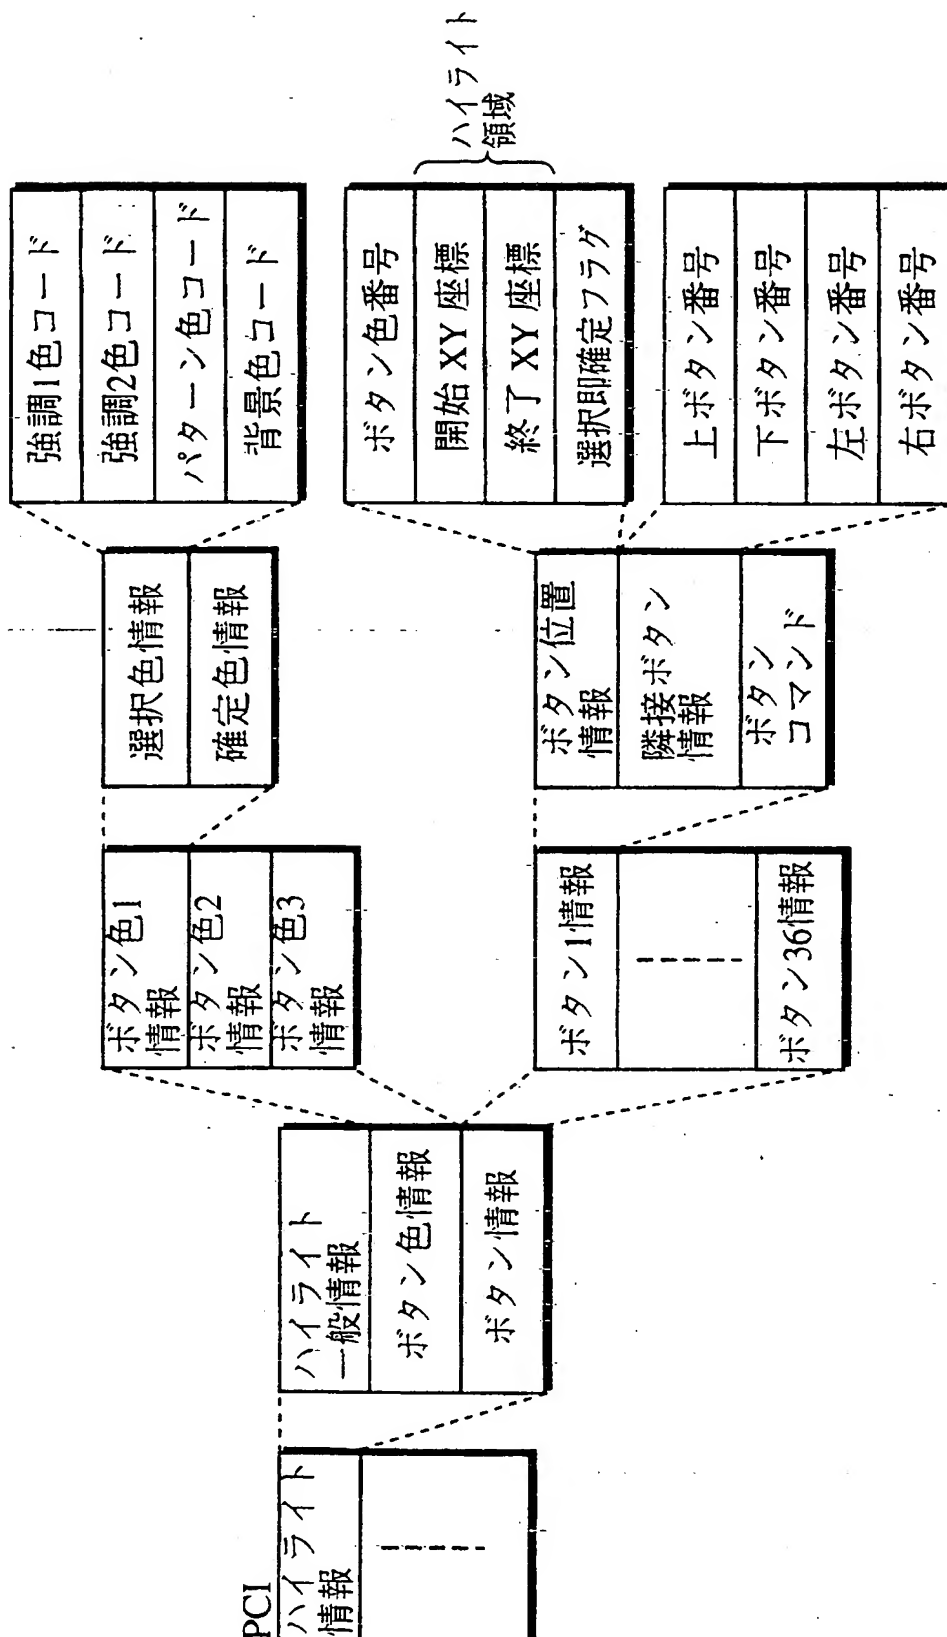 PCI
ハイライト
情報
ハイライト
一般情報
ボタン色情報
ボタン情報
ボタン色1
情報
ボタン色2
情報
ボタン色3
情報
ボタン1情報
ボタン36情報
選択色情報
確定色情報
ボタン位置
情報
隣接ボタン
情報
ボタン
コマンド
強調1色コード
強調2色コード
パターン色コード
背景色コード
ボタン色番号
開始 XY 座標
終了 XY 座標
選択即確定フラグ
ハイライト
領域
上ボタン番号
下ボタン番号
左ボタン番号
右ボタン番号